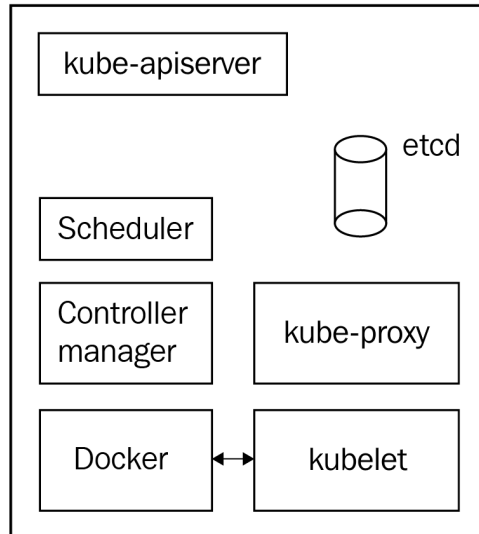 kube-apiserver
etcd
Scheduler
Controller
manager
kube-proxy
Docker
kubelet